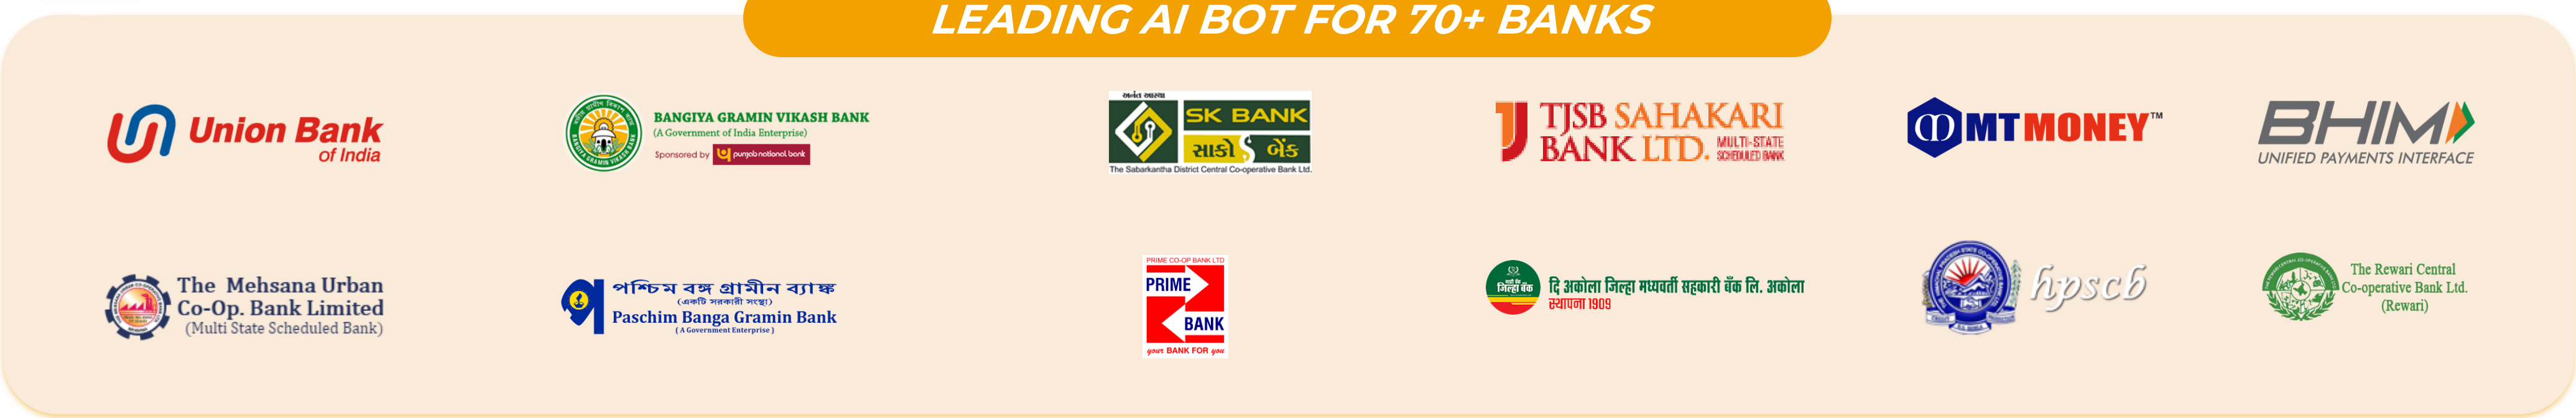 LEADING AI BOT FOR 70+ BANKS
Union Bank
of India
BANGIYA GRAMIN VIKASH BANK
(A Government of India Enterprise)
Sponsored by punjab national bank
અનંત આસ્થા
SK BANK
સાકો બેંક
The Sabarkantha District Central Co-operative Bank Ltd.
TJSB SAHAKARI
BANK LTD. MULTI-STATE
SCHEDULED BANK
MT MONEY™
BHIM
UNIFIED PAYMENTS INTERFACE
The Mehsana Urban
Co-Op. Bank Limited
(Multi State Scheduled Bank)
পশ্চিম বঙ্গ গ্রামীন ব্যাঙ্ক
(একটি সরকারী সংস্থা)
Paschim Banga Gramin Bank
( A Government Enterprise )
PRIME CO-OP BANK LTD
PRIME
BANK
your BANK FOR you
जिल्हा बँक
दि अकोला जिल्हा मध्यवर्ती सहकारी बँक लि. अकोला
स्थापना 1909
hpscb
The Rewari Central
Co-operative Bank Ltd.
(Rewari)